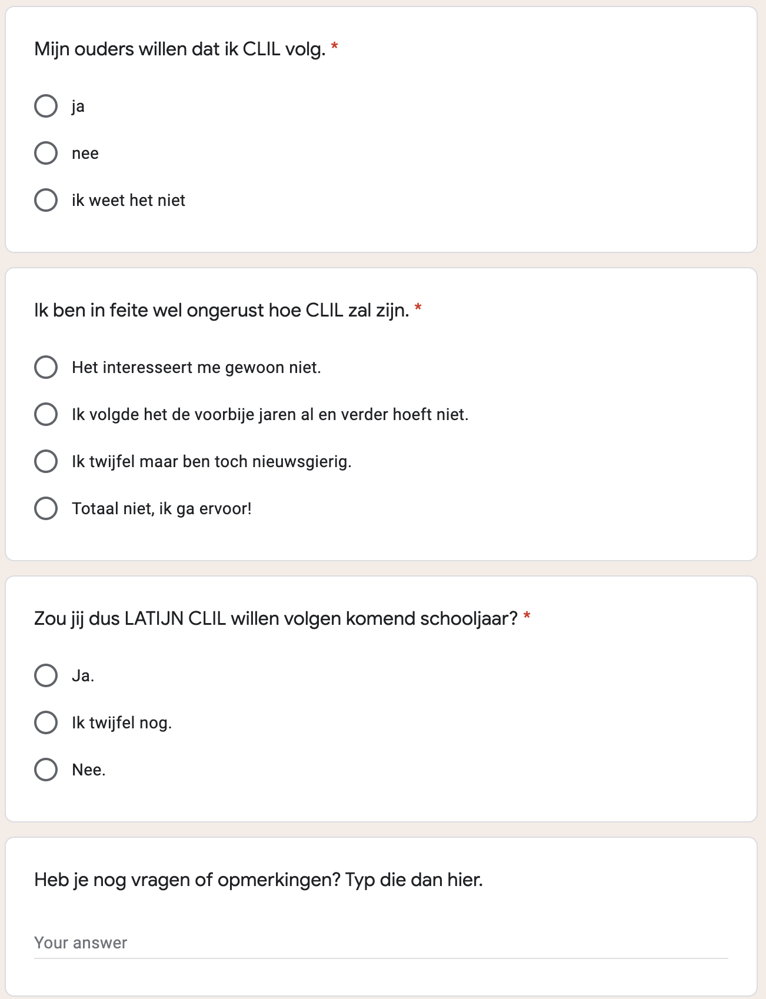 Mijn ouders willen dat ik CLIL volg. *
ja
nee
ik weet het niet
Ik ben in feite wel ongerust hoe CLIL zal zijn. *
Het interesseert me gewoon niet.
Ik volgde het de voorbije jaren al en verder hoeft niet.
Ik twijfel maar ben toch nieuwsgierig.
Totaal niet, ik ga ervoor!
Zou jij dus LATIJN CLIL willen volgen komend schooljaar? *
Ja.
Ik twijfel nog.
Nee.
Heb je nog vragen of opmerkingen? Typ die dan hier.
Your answer